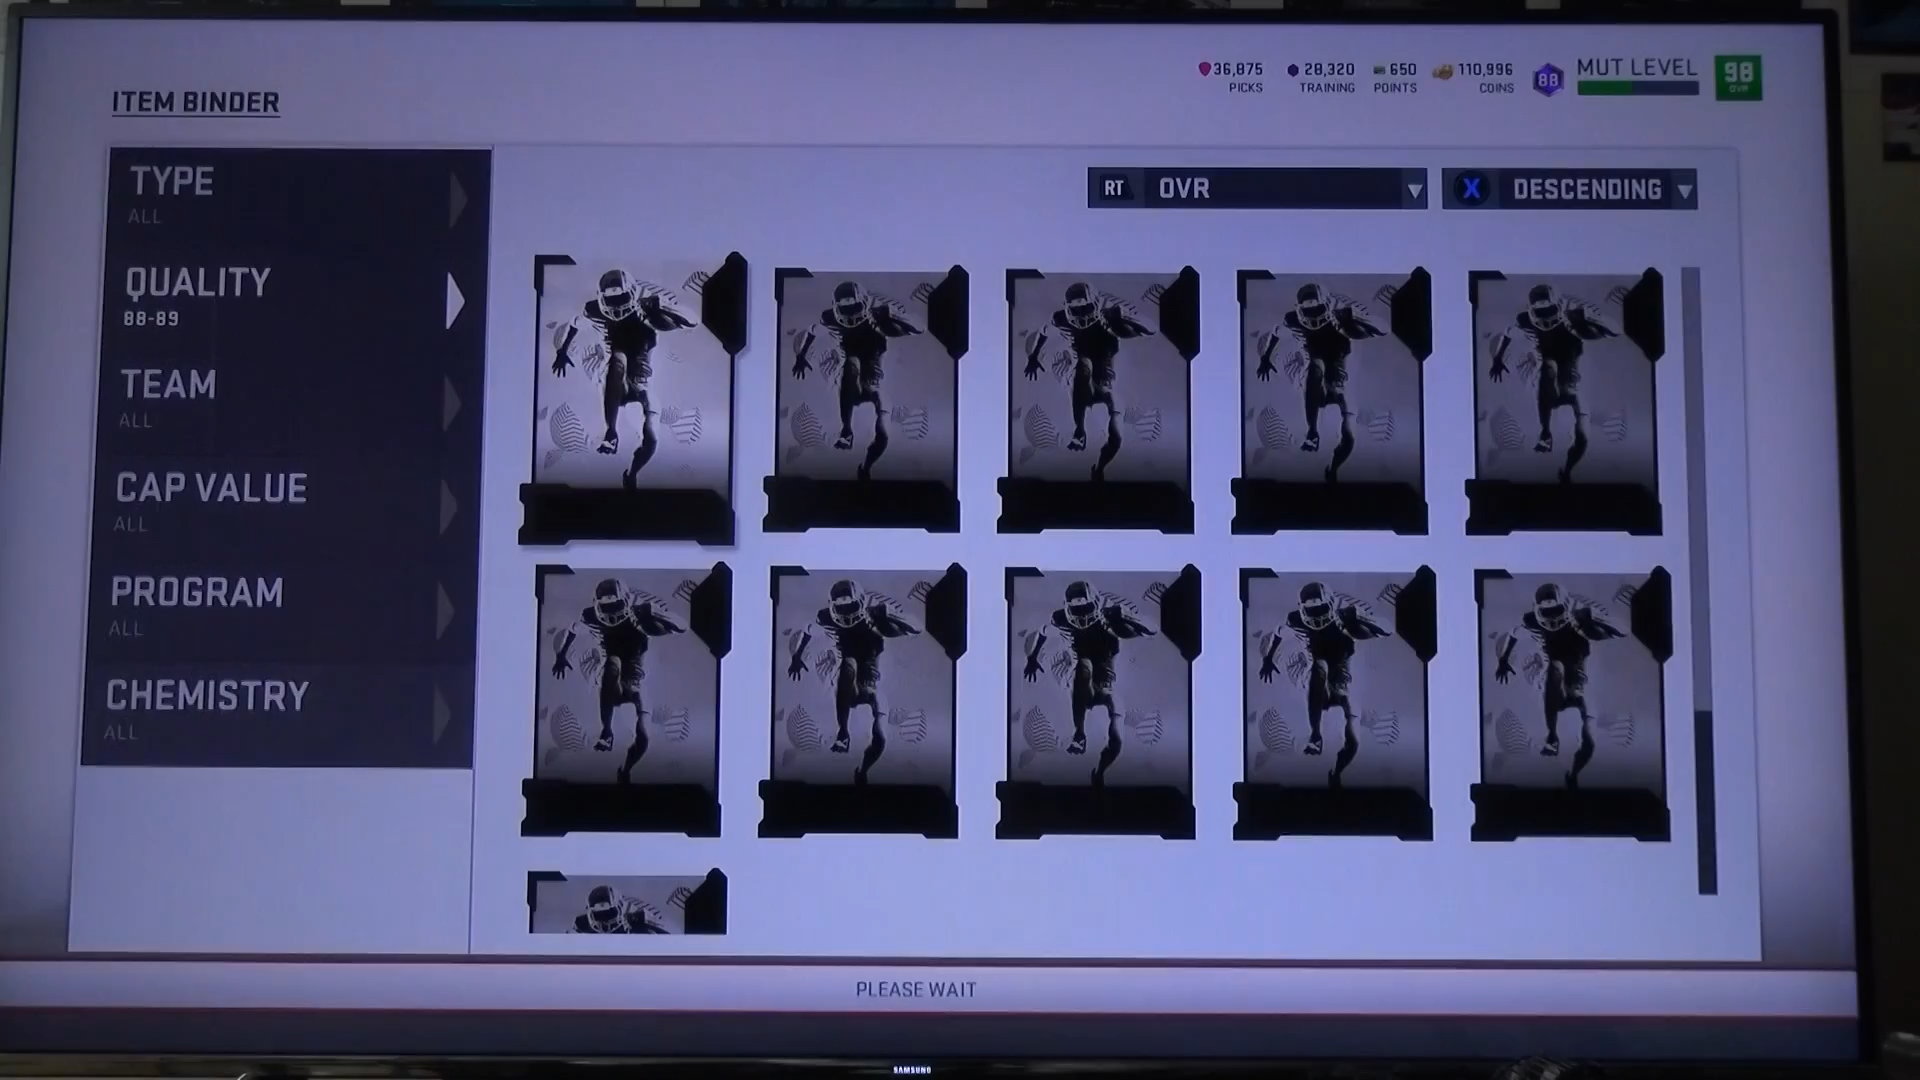 ITEM BINDER
36,875 PICKS
28,320 TRAINING
650 POINTS
110,996 COINS
88
MUT LEVEL
98 OVR
TYPE
ALL
QUALITY
88-89
TEAM
ALL
CAP VALUE
ALL
PROGRAM
ALL
CHEMISTRY
ALL
RT OVR
X DESCENDING
PLEASE WAIT
SAMSUNG